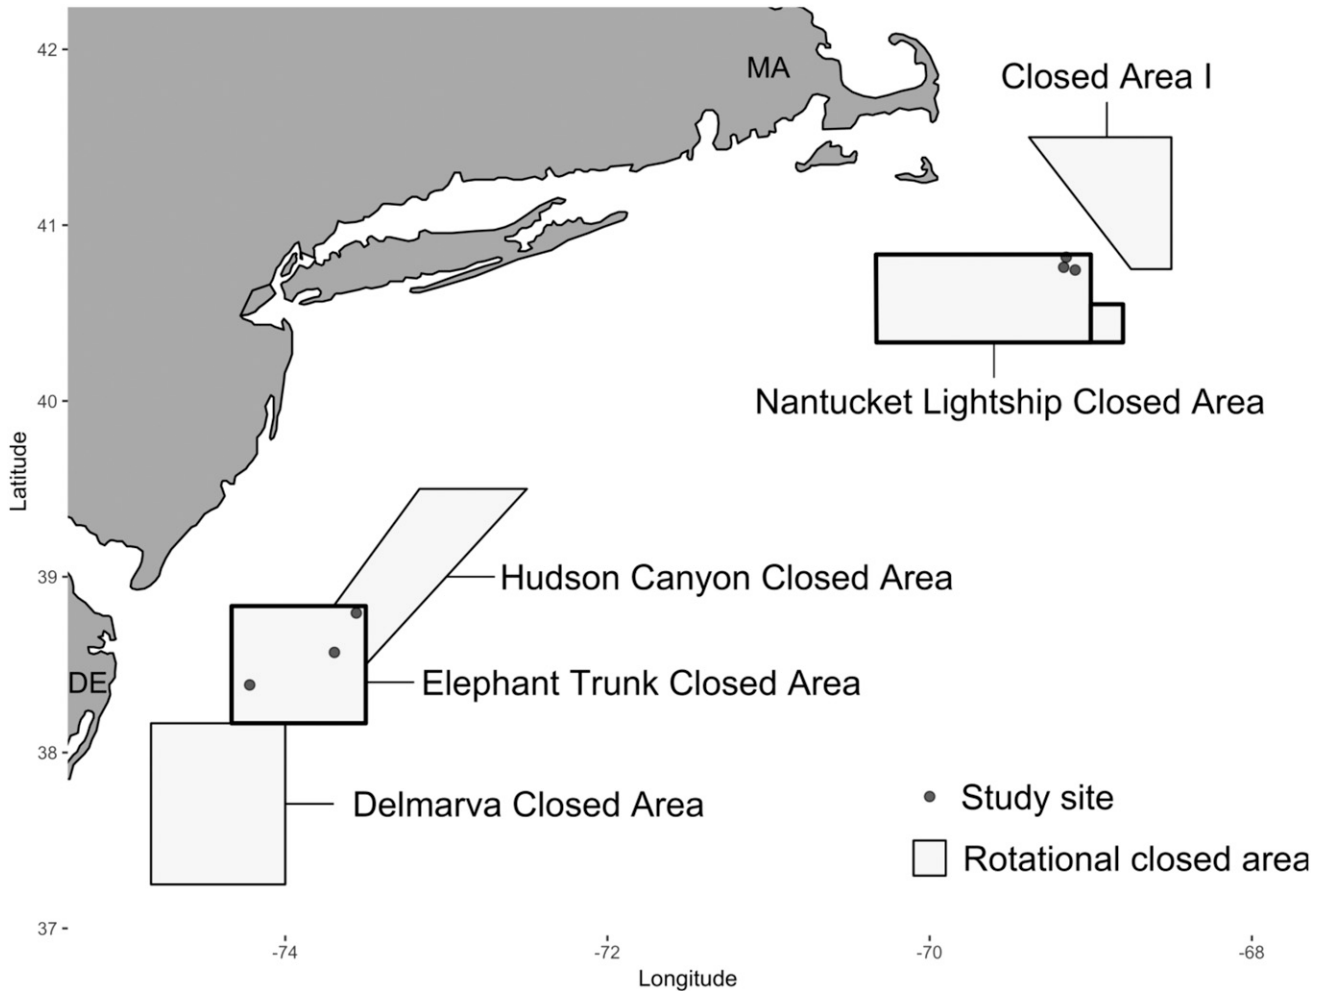 42
MA
Closed Area I
41
40
Nantucket Lightship Closed Area
Latitude
39
Hudson Canyon Closed Area
DE
Elephant Trunk Closed Area
38
Delmarva Closed Area
Study site
Rotational closed area
37
-74
-72
-70
-68
Longitude